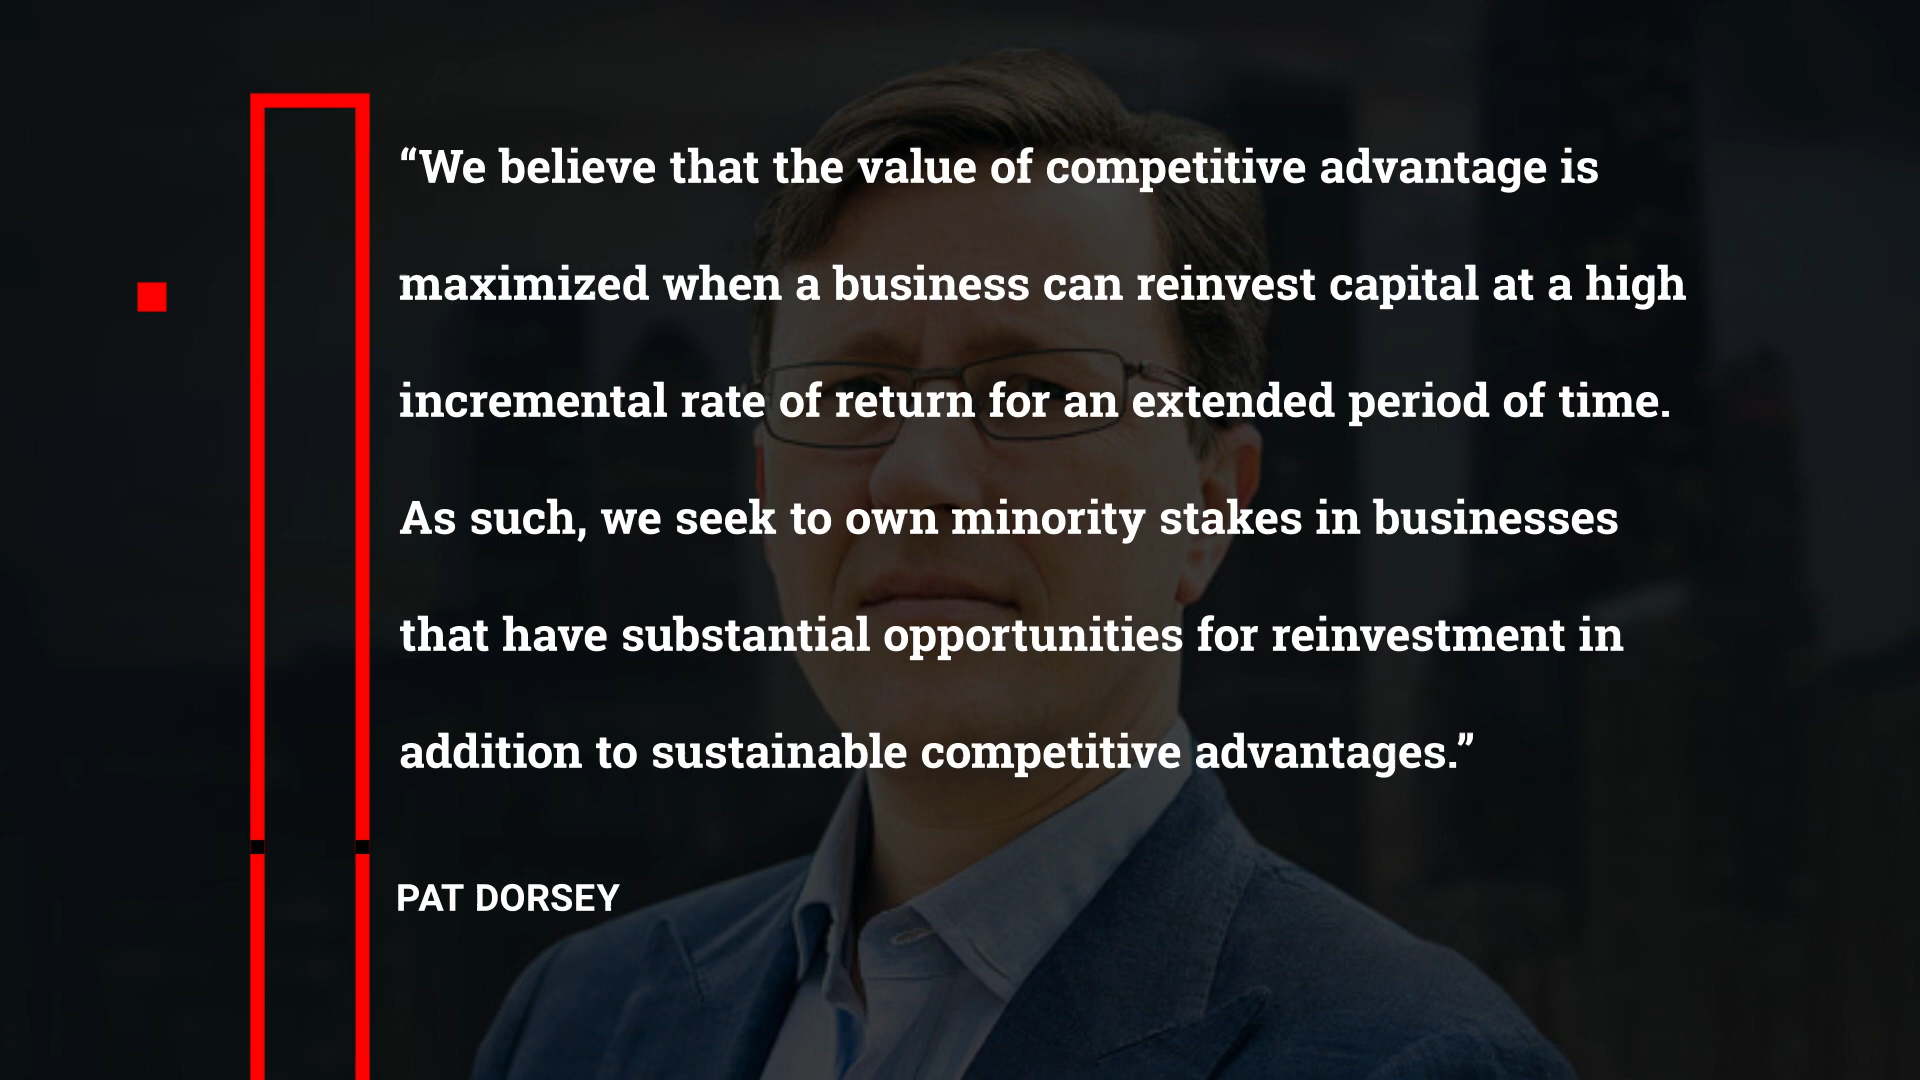 “We believe that the value of competitive advantage is
maximized when a business can reinvest capital at a high
incremental rate of return for an extended period of time.
As such, we seek to own minority stakes in businesses
that have substantial opportunities for reinvestment in
addition to sustainable competitive advantages.”
PAT DORSEY